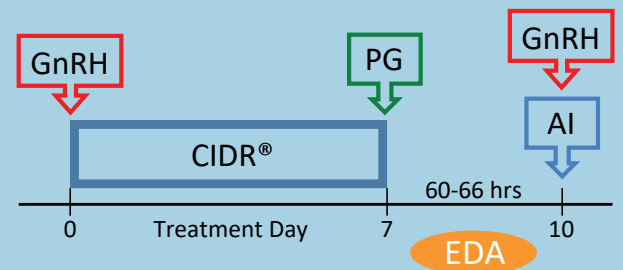 GnRH
PG
GnRH
CIDR®
AI
60-66 hrs
0
Treatment Day
7
10
EDA